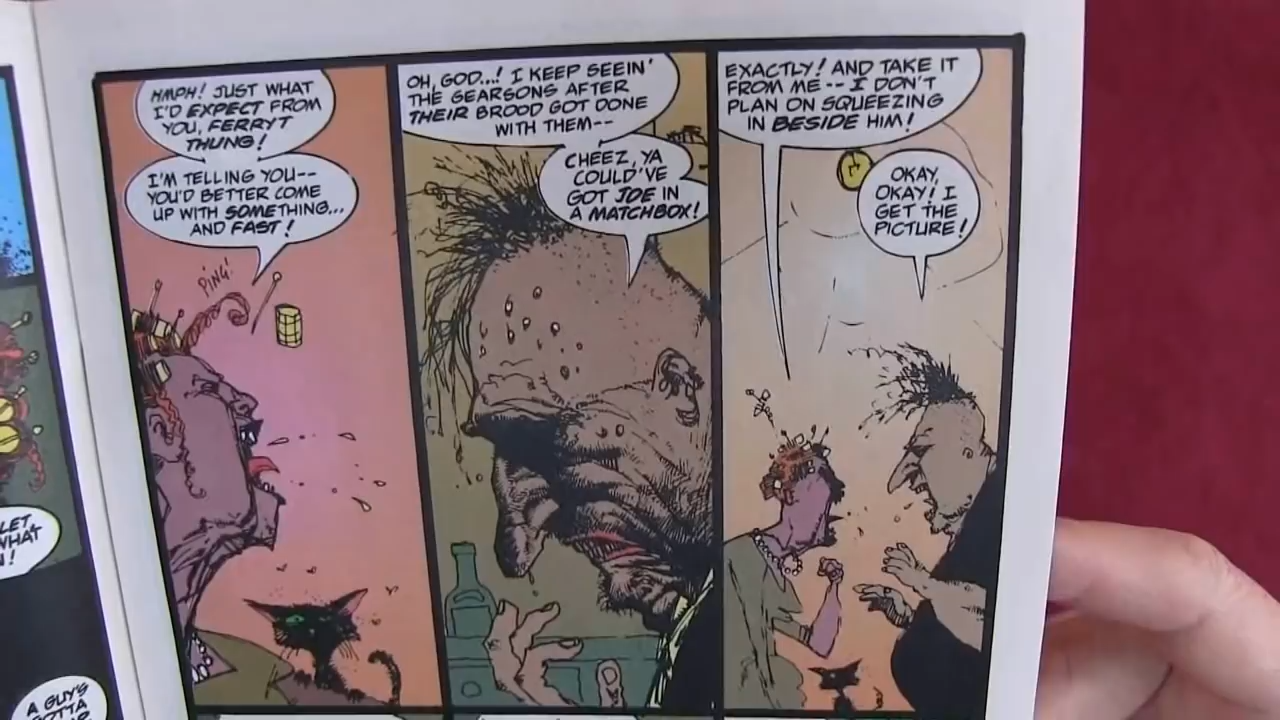 HMPH! JUST WHAT
I'D EXPECT FROM
YOU, FERRYT
THUNG!
I'M TELLING YOU--
YOU'D BETTER COME
UP WITH SOMETHING...
AND FAST!
PING!
OH, GOD...! I KEEP SEEIN'
THE GEARSONS AFTER
THEIR BROOD GOT DONE
WITH THEM--
CHEEZ, YA
COULD'VE
GOT JOE IN
A MATCHBOX!
EXACTLY! AND TAKE IT
FROM ME-- I DON'T
PLAN ON SQUEEZING
IN BESIDE HIM!
OKAY,
OKAY! I
GET THE
PICTURE!
LET
WHAT
A GUY'S
GOTTA